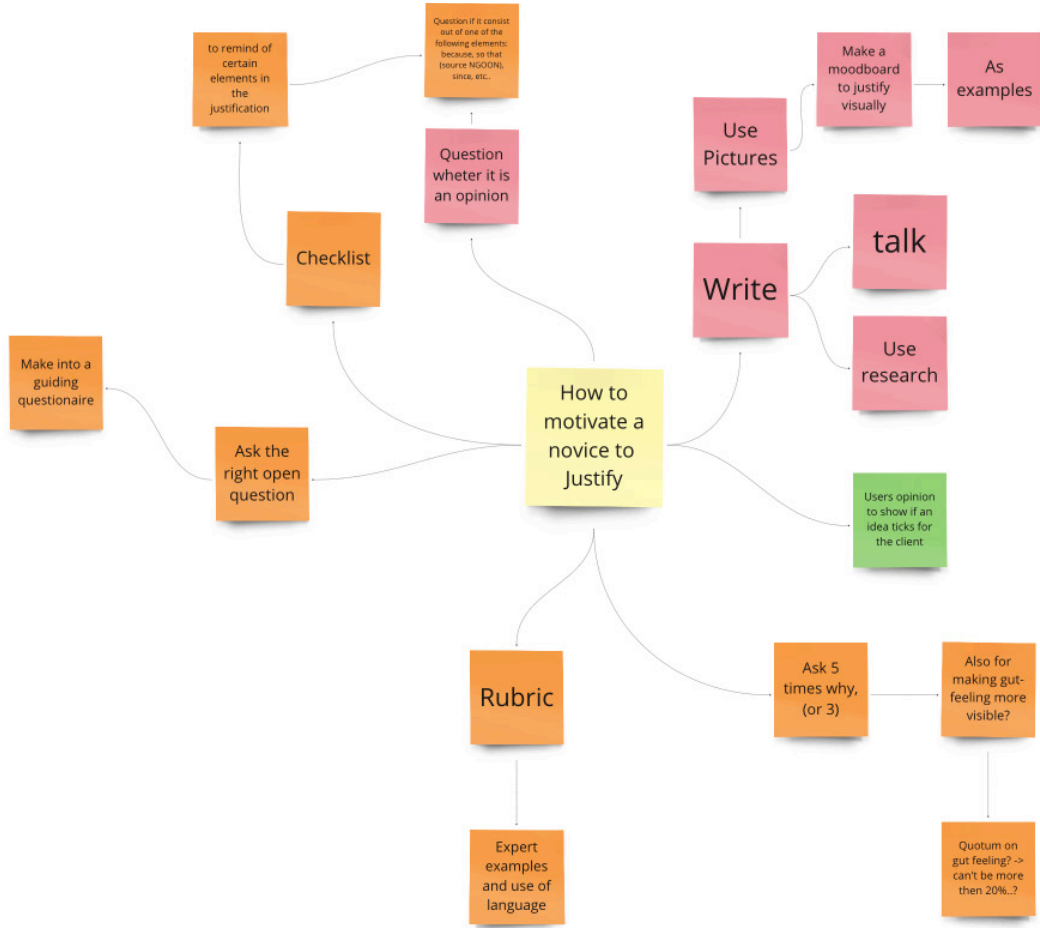 to remind of
certain
elements in
the
justification
Question if it consist
out of one of the
following elements:
because, so that
(source NGOON),
since, etc..
Make a
moodboard
to justify
visually
As
examples
Use
Pictures
Question
wheter it is
an opinion
Checklist
talk
Write
Use
research
Make into a
guiding
questionaire
How to
motivate a
novice to
Justify
Ask the
right open
question
Users opinion
to show if an
idea ticks for
the client
Rubric
Ask 5
times why,
(or 3)
Also for
making gut-
feeling more
visible?
Expert
examples
and use of
language
Quotum on
gut feeling? ->
can't be more
then 20%..?